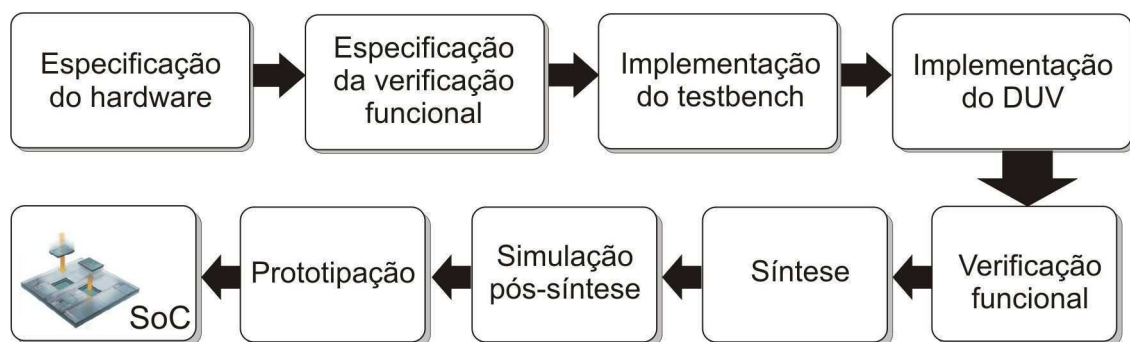 Especificação
do hardware
Especificação
da verificação
funcional
Implementação
do testbench
Implementação
do DUV
SoC
Prototipação
Simulação
pós-síntese
Síntese
Verificação
funcional